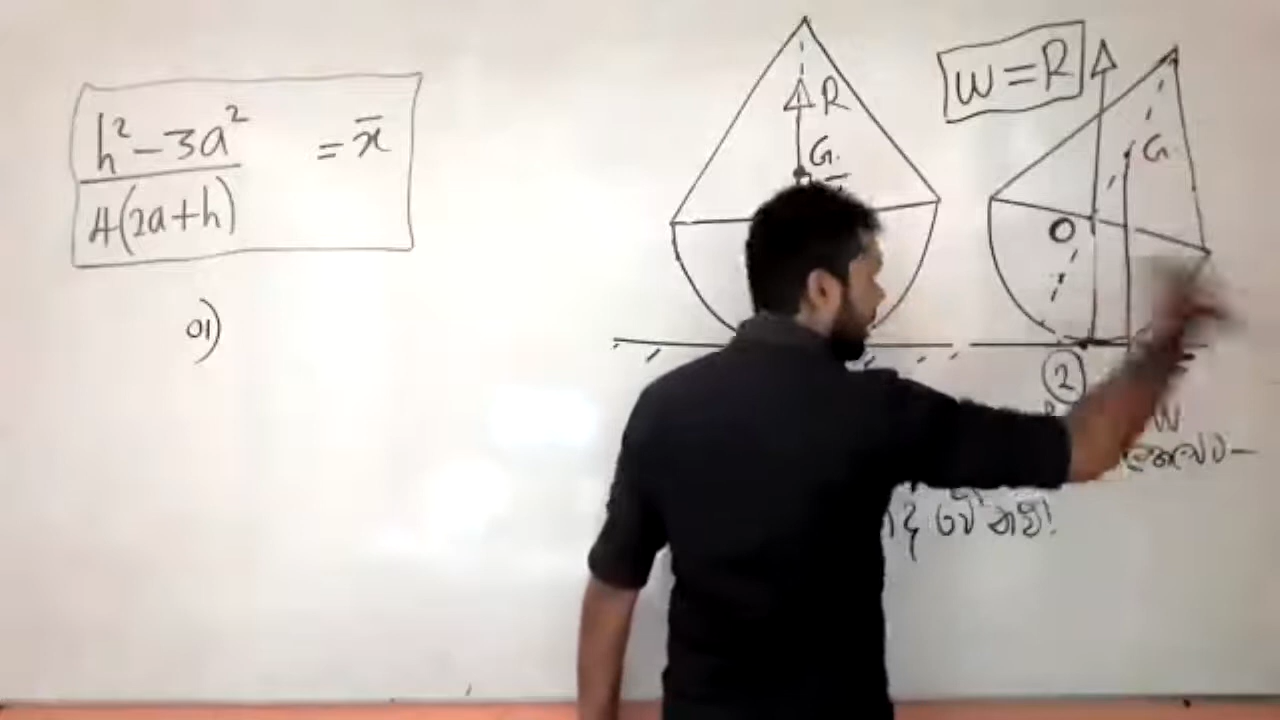 h² − 3a² / 4(2a+h) = x̄
01)
R
G.
W = R
G.
O
2
W